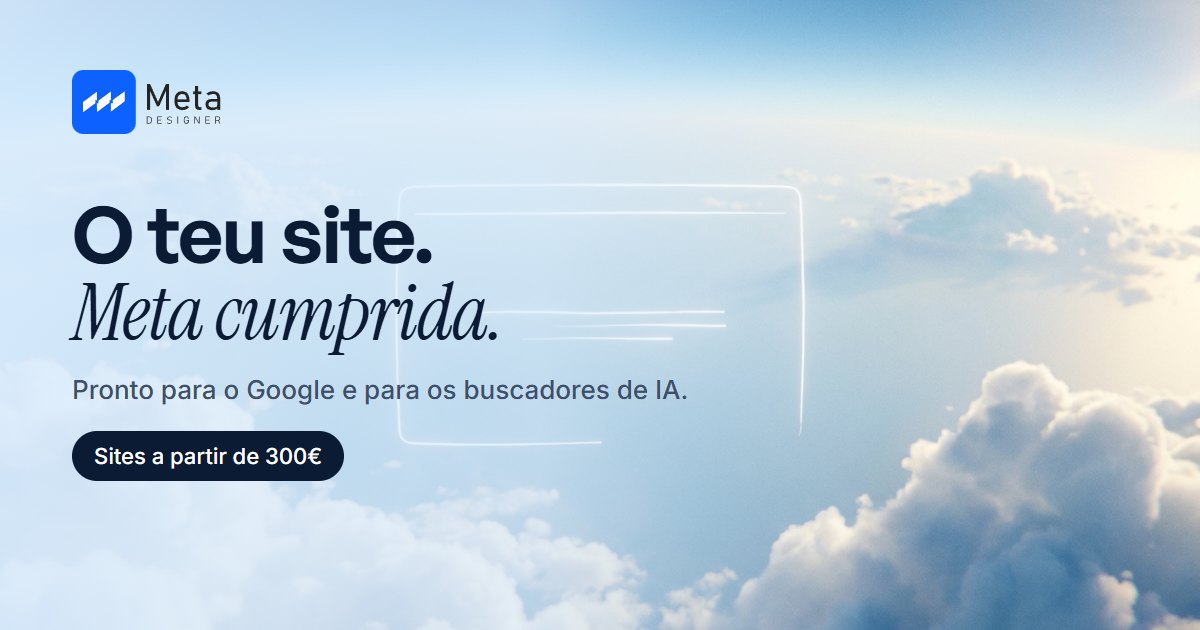 Meta
DESIGNER
O teu site.
Meta cumprida.
Pronto para o Google e para os buscadores de IA.
Sites a partir de 300€